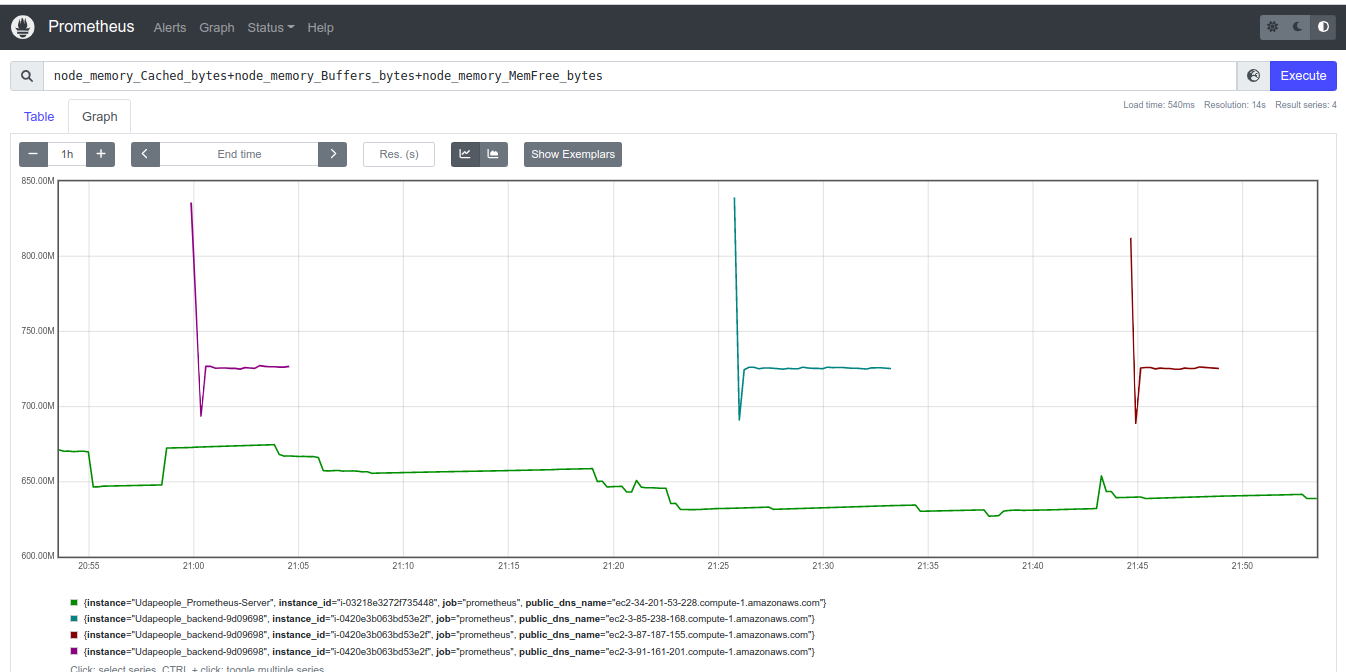 Prometheus Alerts Graph Status Help
node_memory_Cached_bytes+node_memory_Buffers_bytes+node_memory_MemFree_bytes Execute
Load time: 540ms Resolution: 14s Result series: 4
Table Graph
− 1h + End time Res. (s) Show Exemplars
850.00M
800.00M
750.00M
700.00M
650.00M
600.00M
20:55 21:00 21:05 21:10 21:15 21:20 21:25 21:30 21:35 21:40 21:45 21:50
{instance="Udapeople_Prometheus-Server", instance_id="i-03218e3272f735448", job="prometheus", public_dns_name="ec2-34-201-53-228.compute-1.amazonaws.com"}
{instance="Udapeople_backend-9d09698", instance_id="i-0420e3b063bd53e2f", job="prometheus", public_dns_name="ec2-3-85-238-168.compute-1.amazonaws.com"}
{instance="Udapeople_backend-9d09698", instance_id="i-0420e3b063bd53e2f", job="prometheus", public_dns_name="ec2-3-87-187-155.compute-1.amazonaws.com"}
{instance="Udapeople_backend-9d09698", instance_id="i-0420e3b063bd53e2f", job="prometheus", public_dns_name="ec2-3-91-161-201.compute-1.amazonaws.com"}
Click: select series, CTRL + click: toggle multiple series